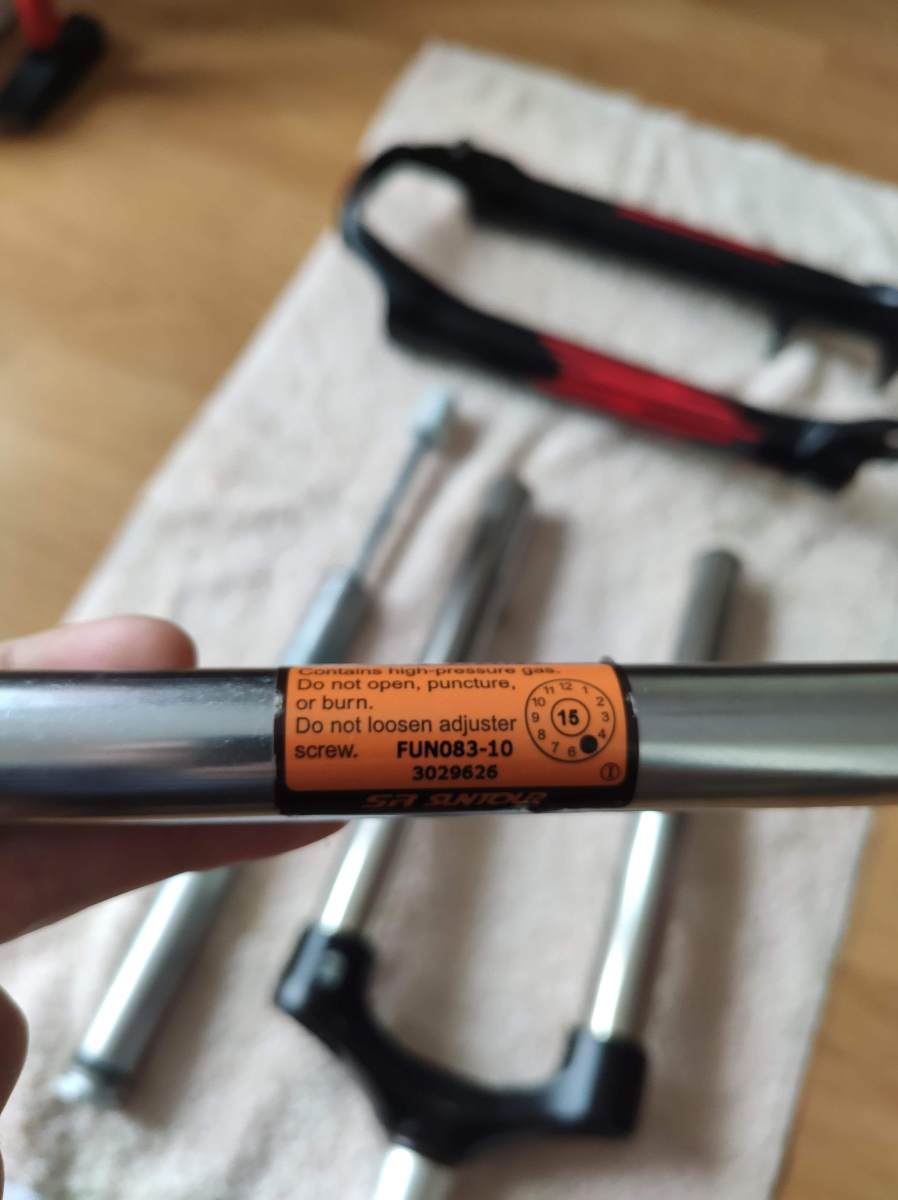 Contains high-pressure gas.
Do not open, puncture,
or burn.
Do not loosen adjuster
screw. FUN083-10
3029626
11 12 1
10 2
9 15 3
8 4
7 6
I
SR SUNTOUR